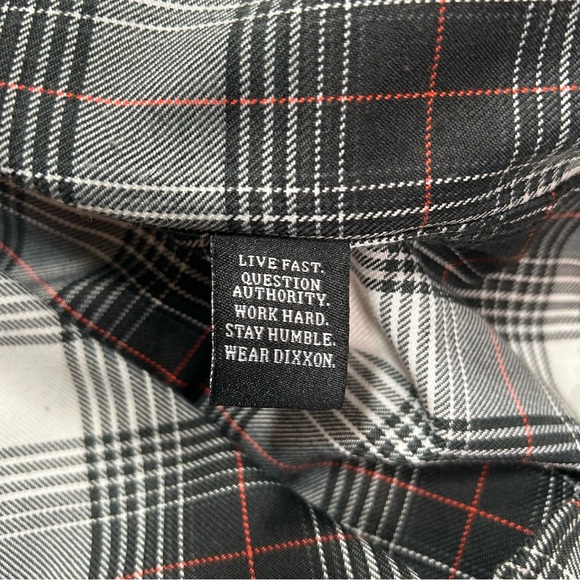 LIVE FAST.
QUESTION
AUTHORITY.
WORK HARD.
STAY HUMBLE.
WEAR DIXXON.